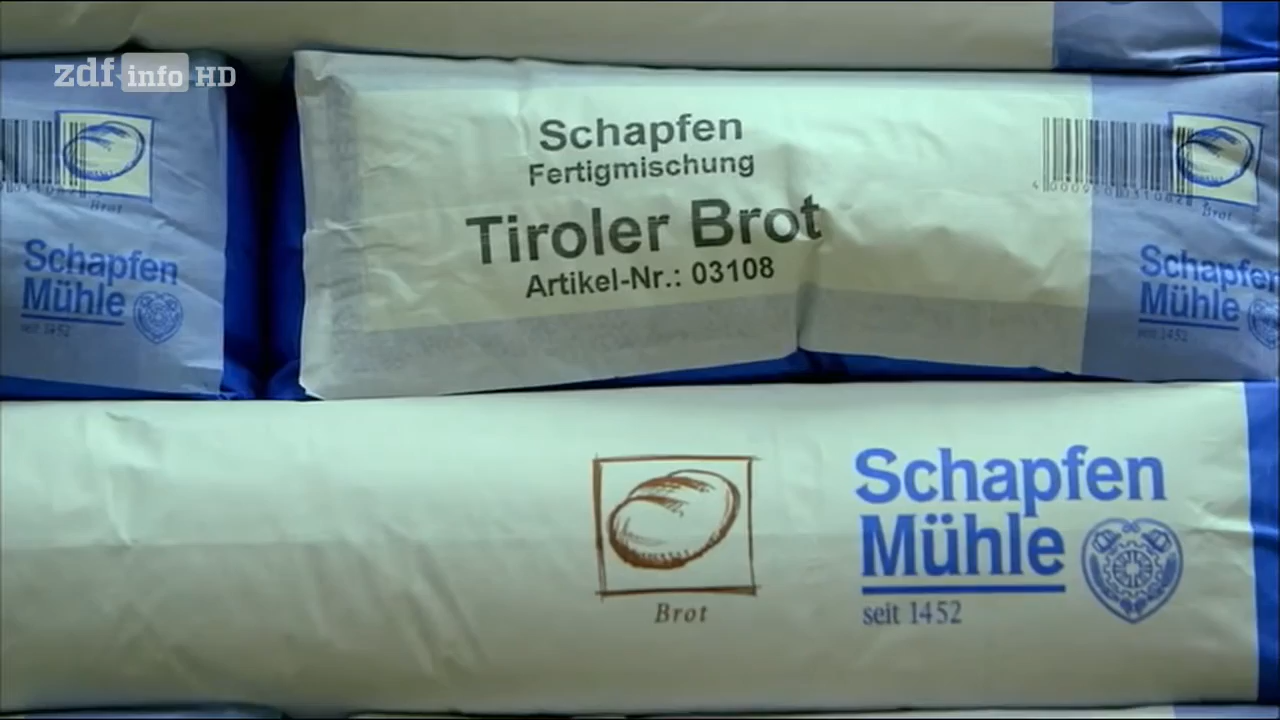 zdf info HD
Brot
Schapfen
Mühle
seit 1452
Schapfen
Fertigmischung
Tiroler Brot
Artikel-Nr.: 03108
Brot
Schapfen
Mühle
seit 1452
Brot
Schapfen
Mühle
seit 1452